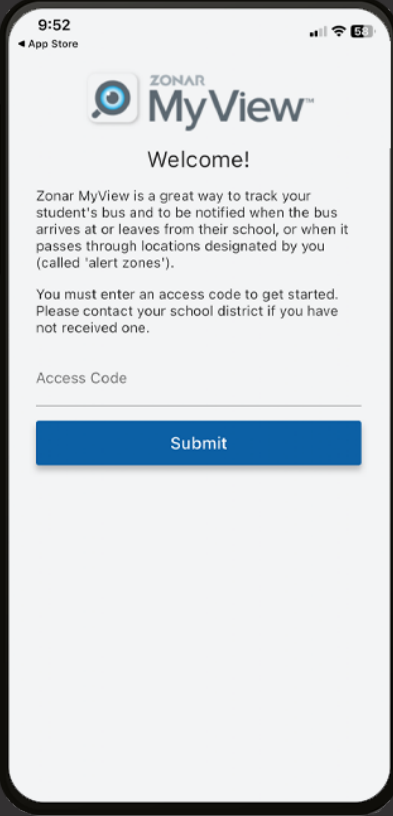 9:52
58
◀ App Store
ZONAR
MyView™
Welcome!
Zonar MyView is a great way to track your
student's bus and to be notified when the bus
arrives at or leaves from their school, or when it
passes through locations designated by you
(called 'alert zones').
You must enter an access code to get started.
Please contact your school district if you have
not received one.
Access Code
Submit